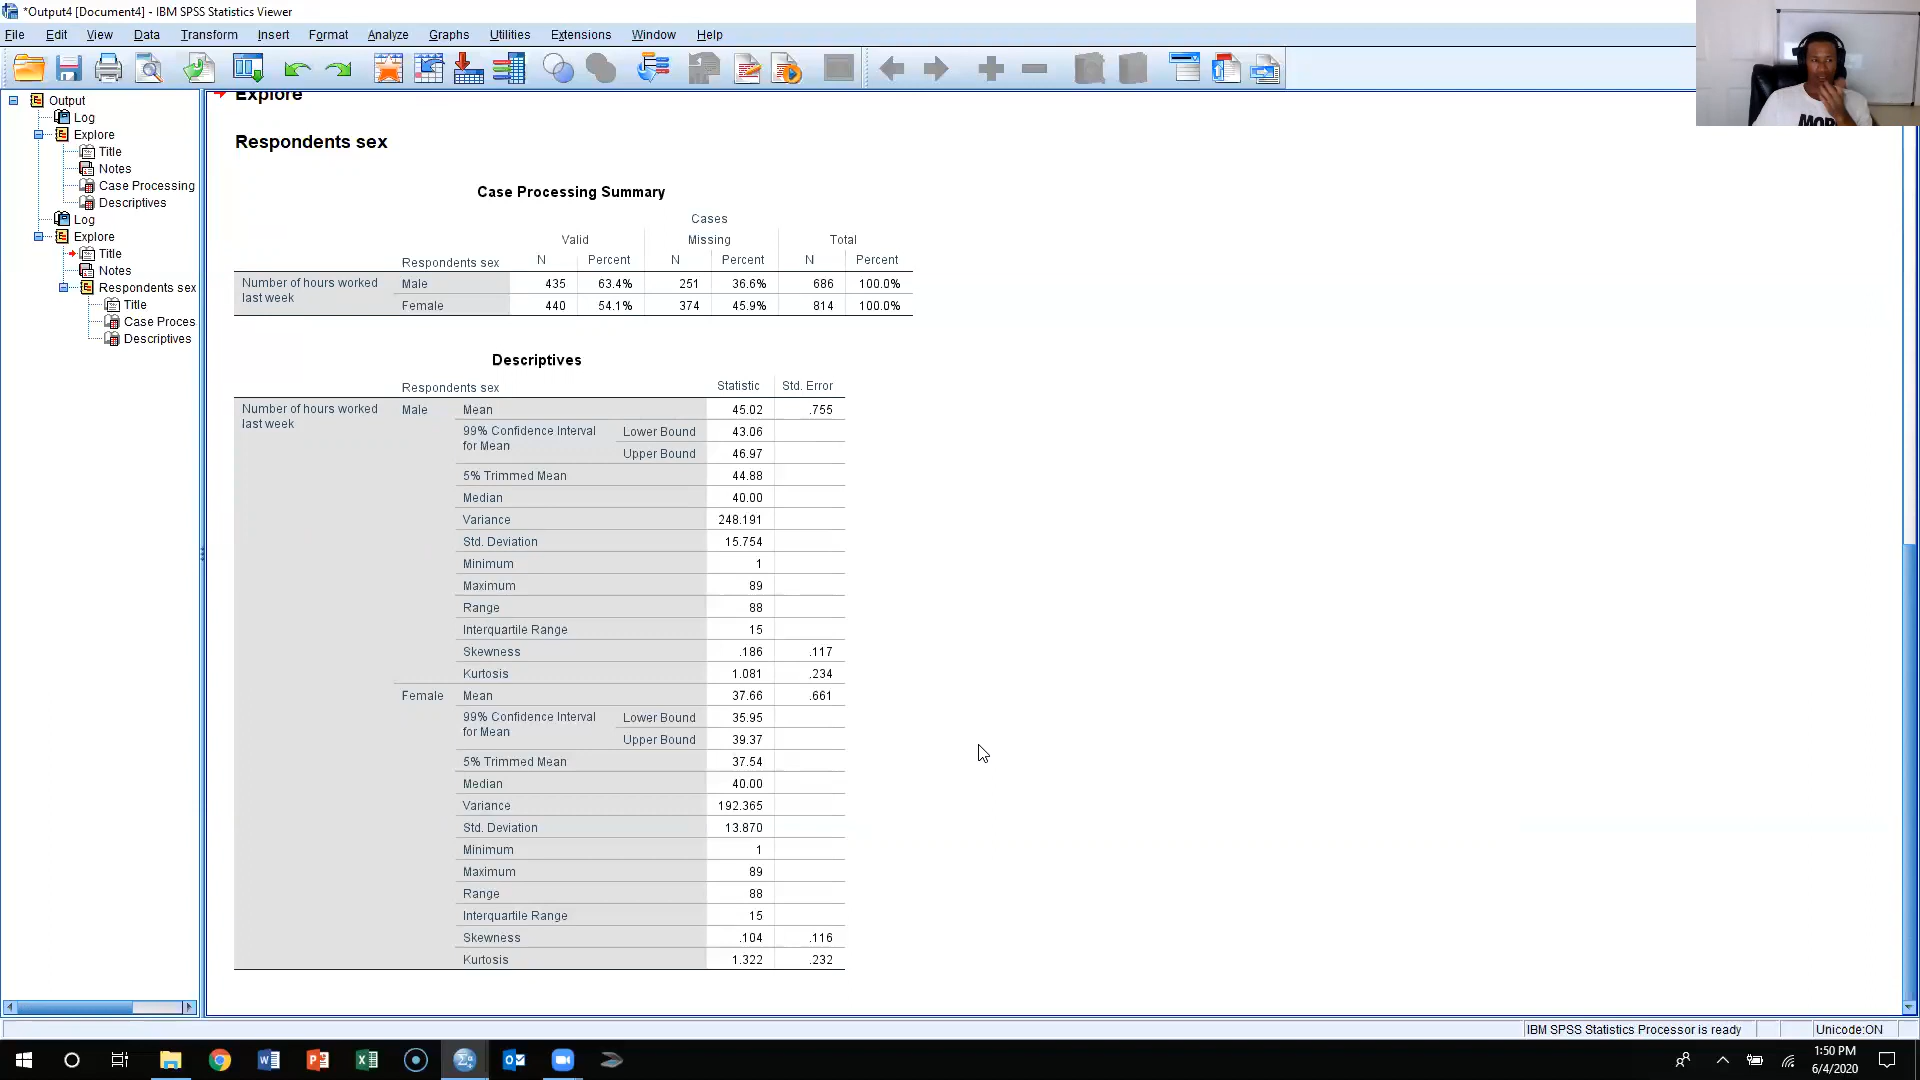 *Output4 [Document4] - IBM SPSS Statistics Viewer
File Edit View Data Transform Insert Format Analyze Graphs Utilities Extensions Window Help
Output
Log
Explore
Title
Notes
Case Processing
Descriptives
Log
Explore
Title
Notes
Respondents sex
Title
Case Proces
Descriptives
Explore
Respondents sex
Case Processing Summary
Cases
Valid Missing Total
Respondents sex N Percent N Percent N Percent
Number of hours worked last week Male 435 63.4% 251 36.6% 686 100.0%
Female 440 54.1% 374 45.9% 814 100.0%
Descriptives
Respondents sex Statistic Std. Error
Number of hours worked last week Male Mean 45.02 .755
99% Confidence Interval for Mean Lower Bound 43.06
Upper Bound 46.97
5% Trimmed Mean 44.88
Median 40.00
Variance 248.191
Std. Deviation 15.754
Minimum 1
Maximum 89
Range 88
Interquartile Range 15
Skewness .186 .117
Kurtosis 1.081 .234
Female Mean 37.66 .661
99% Confidence Interval for Mean Lower Bound 35.95
Upper Bound 39.37
5% Trimmed Mean 37.54
Median 40.00
Variance 192.365
Std. Deviation 13.870
Minimum 1
Maximum 89
Range 88
Interquartile Range 15
Skewness .104 .116
Kurtosis 1.322 .232
IBM SPSS Statistics Processor is ready Unicode:ON
1:50 PM
6/4/2020